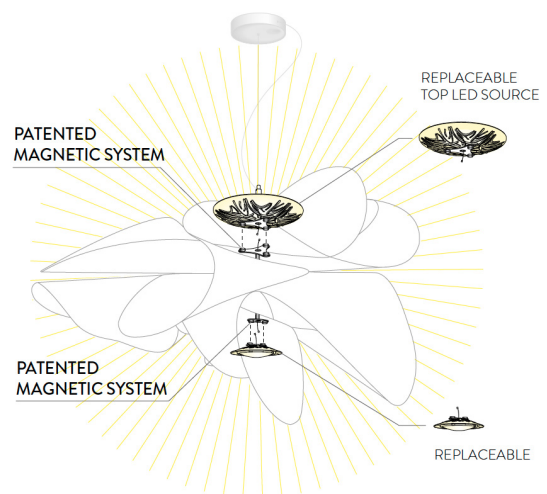 REPLACEABLE
TOP LED SOURCE
PATENTED
MAGNETIC SYSTEM
PATENTED
MAGNETIC SYSTEM
REPLACEABLE